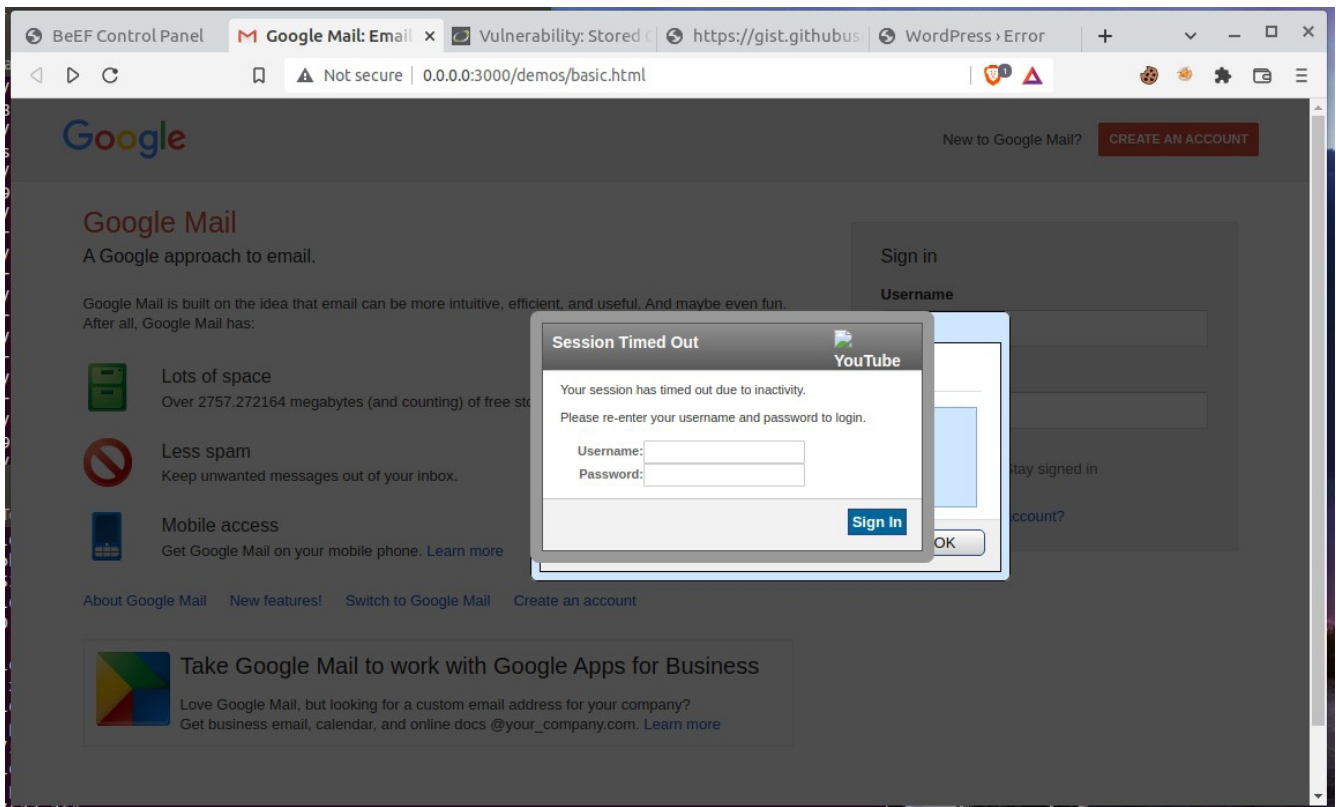 BeEF Control Panel
Google Mail: Email
Vulnerability: Stored C
https://gist.githubus
WordPress › Error
Not secure
0.0.0.0:3000/demos/basic.html
1
Google
New to Google Mail?
CREATE AN ACCOUNT
Google Mail
A Google approach to email.
Google Mail is built on the idea that email can be more intuitive, efficient, and useful. And maybe even fun.
After all, Google Mail has:
Lots of space
Over 2757.272164 megabytes (and counting) of free sto
Less spam
Keep unwanted messages out of your inbox.
Mobile access
Get Google Mail on your mobile phone. Learn more
About Google Mail New features! Switch to Google Mail Create an account
Take Google Mail to work with Google Apps for Business
Love Google Mail, but looking for a custom email address for your company?
Get business email, calendar, and online docs @your_company.com. Learn more
Sign in
Username
Stay signed in
account?
OK
Session Timed Out
YouTube
Your session has timed out due to inactivity.
Please re-enter your username and password to login.
Username:
Password:
Sign In